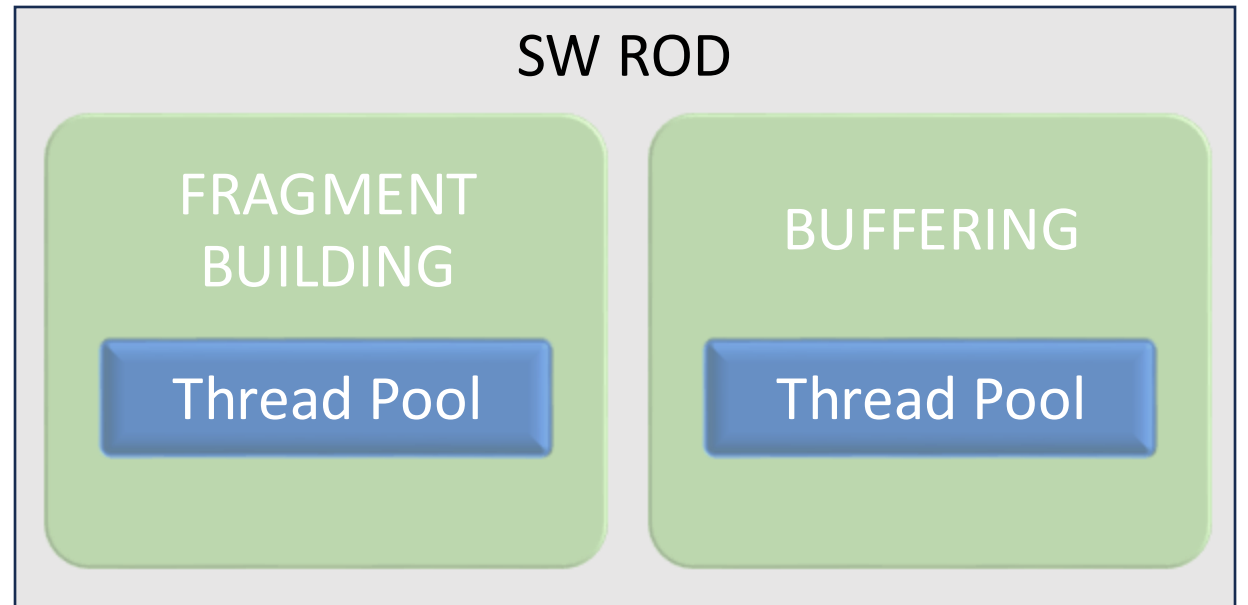 SW ROD
FRAGMENT
BUILDING
Thread Pool
BUFFERING
Thread Pool